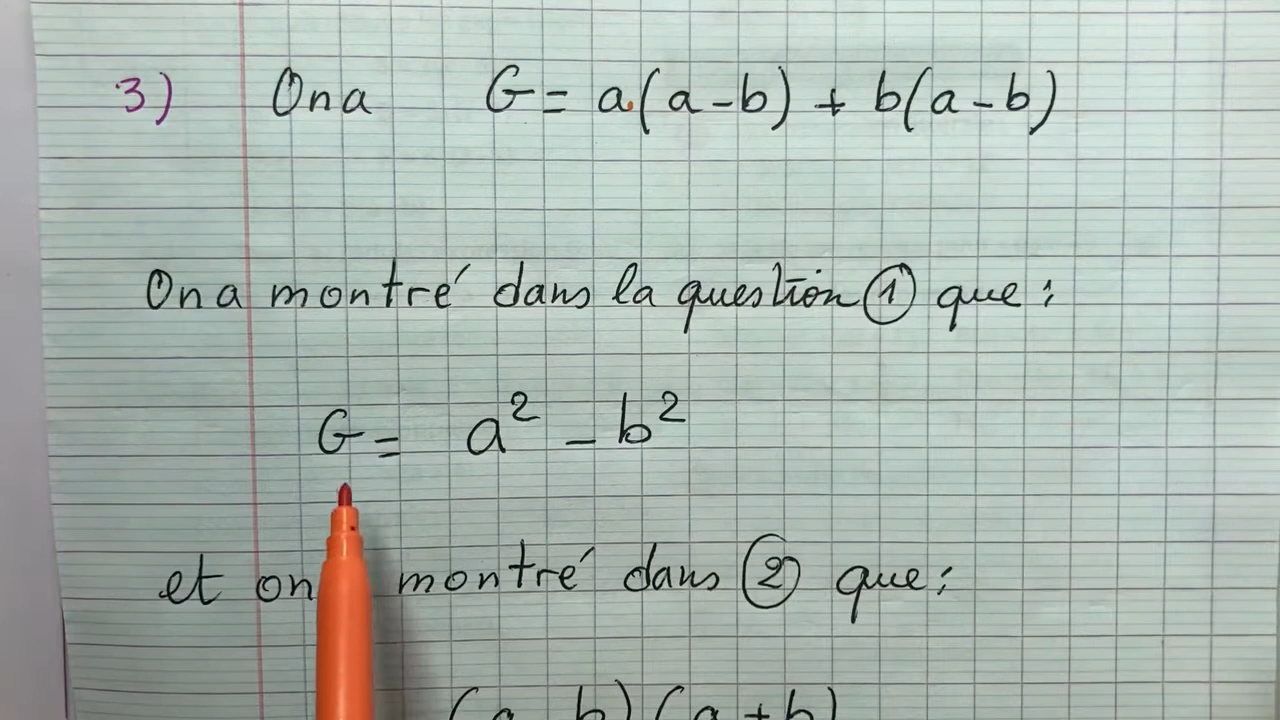 3) On a G = a.(a - b) + b(a - b)
On a montré dans la question ① que :
G = a² - b²
et on montré dans ② que :
(a - b)(a + b)